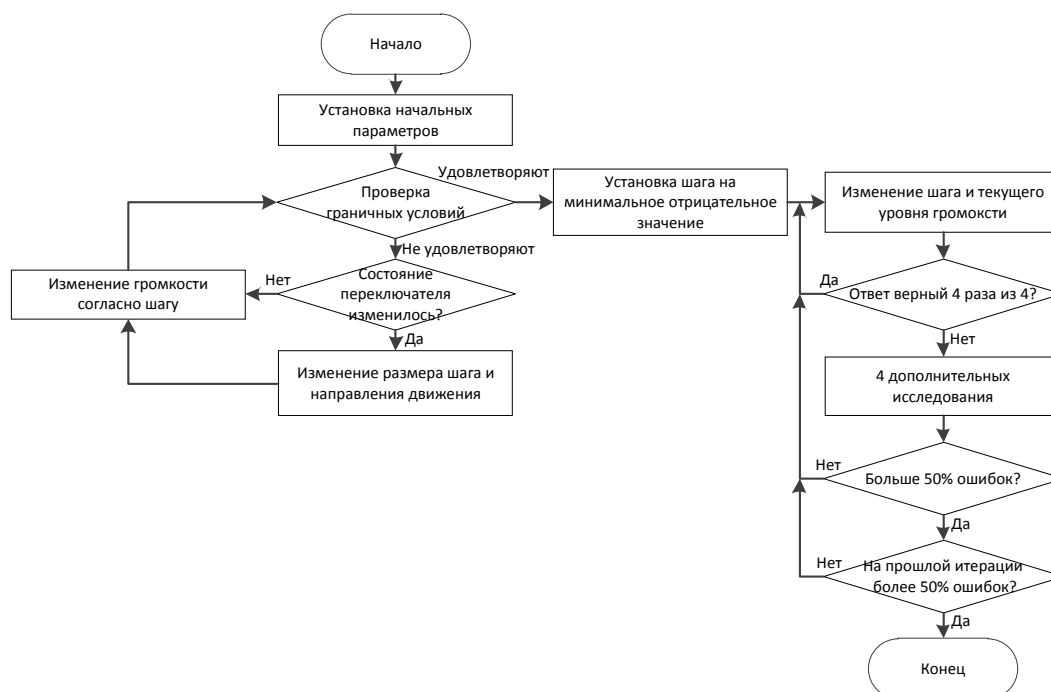 Начало
Установка начальных
параметров
Проверка
граничных условий
Удовлетворяют
Установка шага на
минимальное отрицательное
значение
Изменение шага и текущего
уровня громоксти
Не удовлетворяют
Состояние
переключателя
изменилось?
Нет
Изменение громкости
согласно шагу
Да
Изменение размера шага и
направления движения
Да
Ответ верный 4 раза из 4?
Нет
4 дополнительных
исследования
Нет
Больше 50% ошибок?
Да
Нет
На прошлой итерации
более 50% ошибок?
Да
Конец